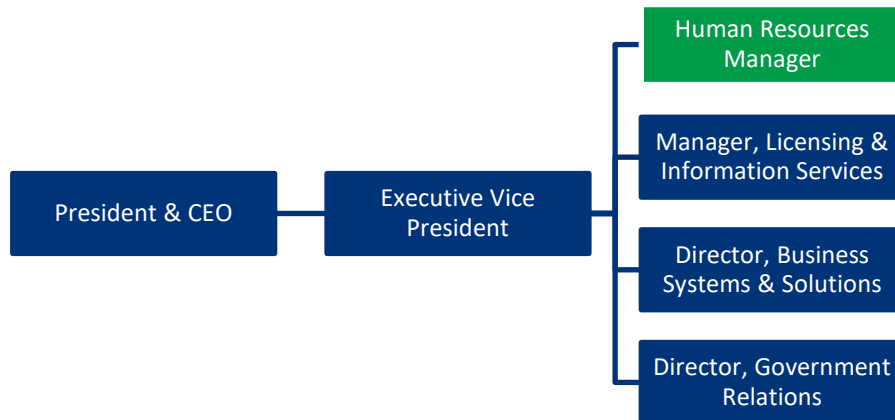 Human Resources
Manager
Manager, Licensing &
Information Services
President & CEO
Executive Vice
President
Director, Business
Systems & Solutions
Director, Government
Relations